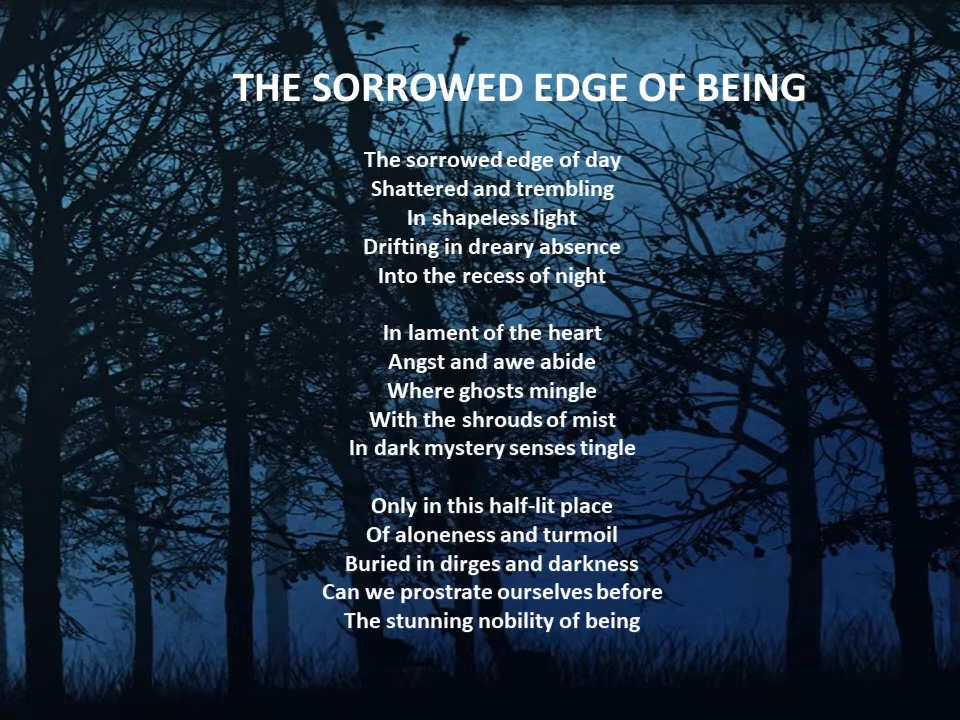 THE SORROWED EDGE OF BEING
The sorrowed edge of day
Shattered and trembling
In shapeless light
Drifting in dreary absence
Into the recess of night
In lament of the heart
Angst and awe abide
Where ghosts mingle
With the shrouds of mist
In dark mystery senses tingle
Only in this half-lit place
Of aloneness and turmoil
Buried in dirges and darkness
Can we prostrate ourselves before
The stunning nobility of being